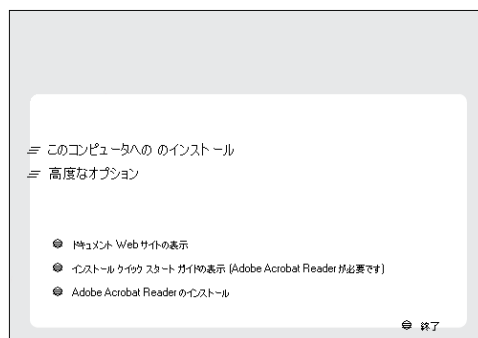 このコンピュータへの のインストール
高度なオプション
ドキュメント Web サイトの表示
インストール クイック スタート ガイドの表示 (Adobe Acrobat Reader が必要です)
Adobe Acrobat Reader のインストール
終了